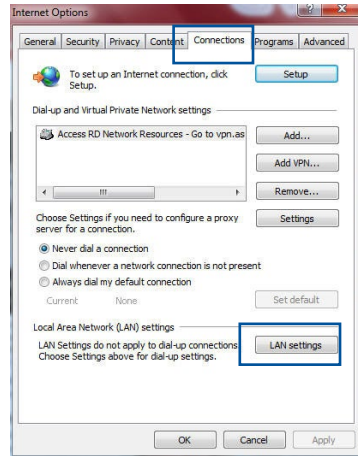 Internet Options
General Security Privacy Content Connections Programs Advanced
To set up an Internet connection, click
Setup.
Setup
Dial-up and Virtual Private Network settings
Access RD Network Resources - Go to vpn.as
Add...
Add VPN...
Remove...
Choose Settings if you need to configure a proxy
server for a connection.
Settings
Never dial a connection
Dial whenever a network connection is not present
Always dial my default connection
Current None
Set default
Local Area Network (LAN) settings
LAN Settings do not apply to dial-up connections
Choose Settings above for dial-up settings.
LAN settings
OK Cancel Apply